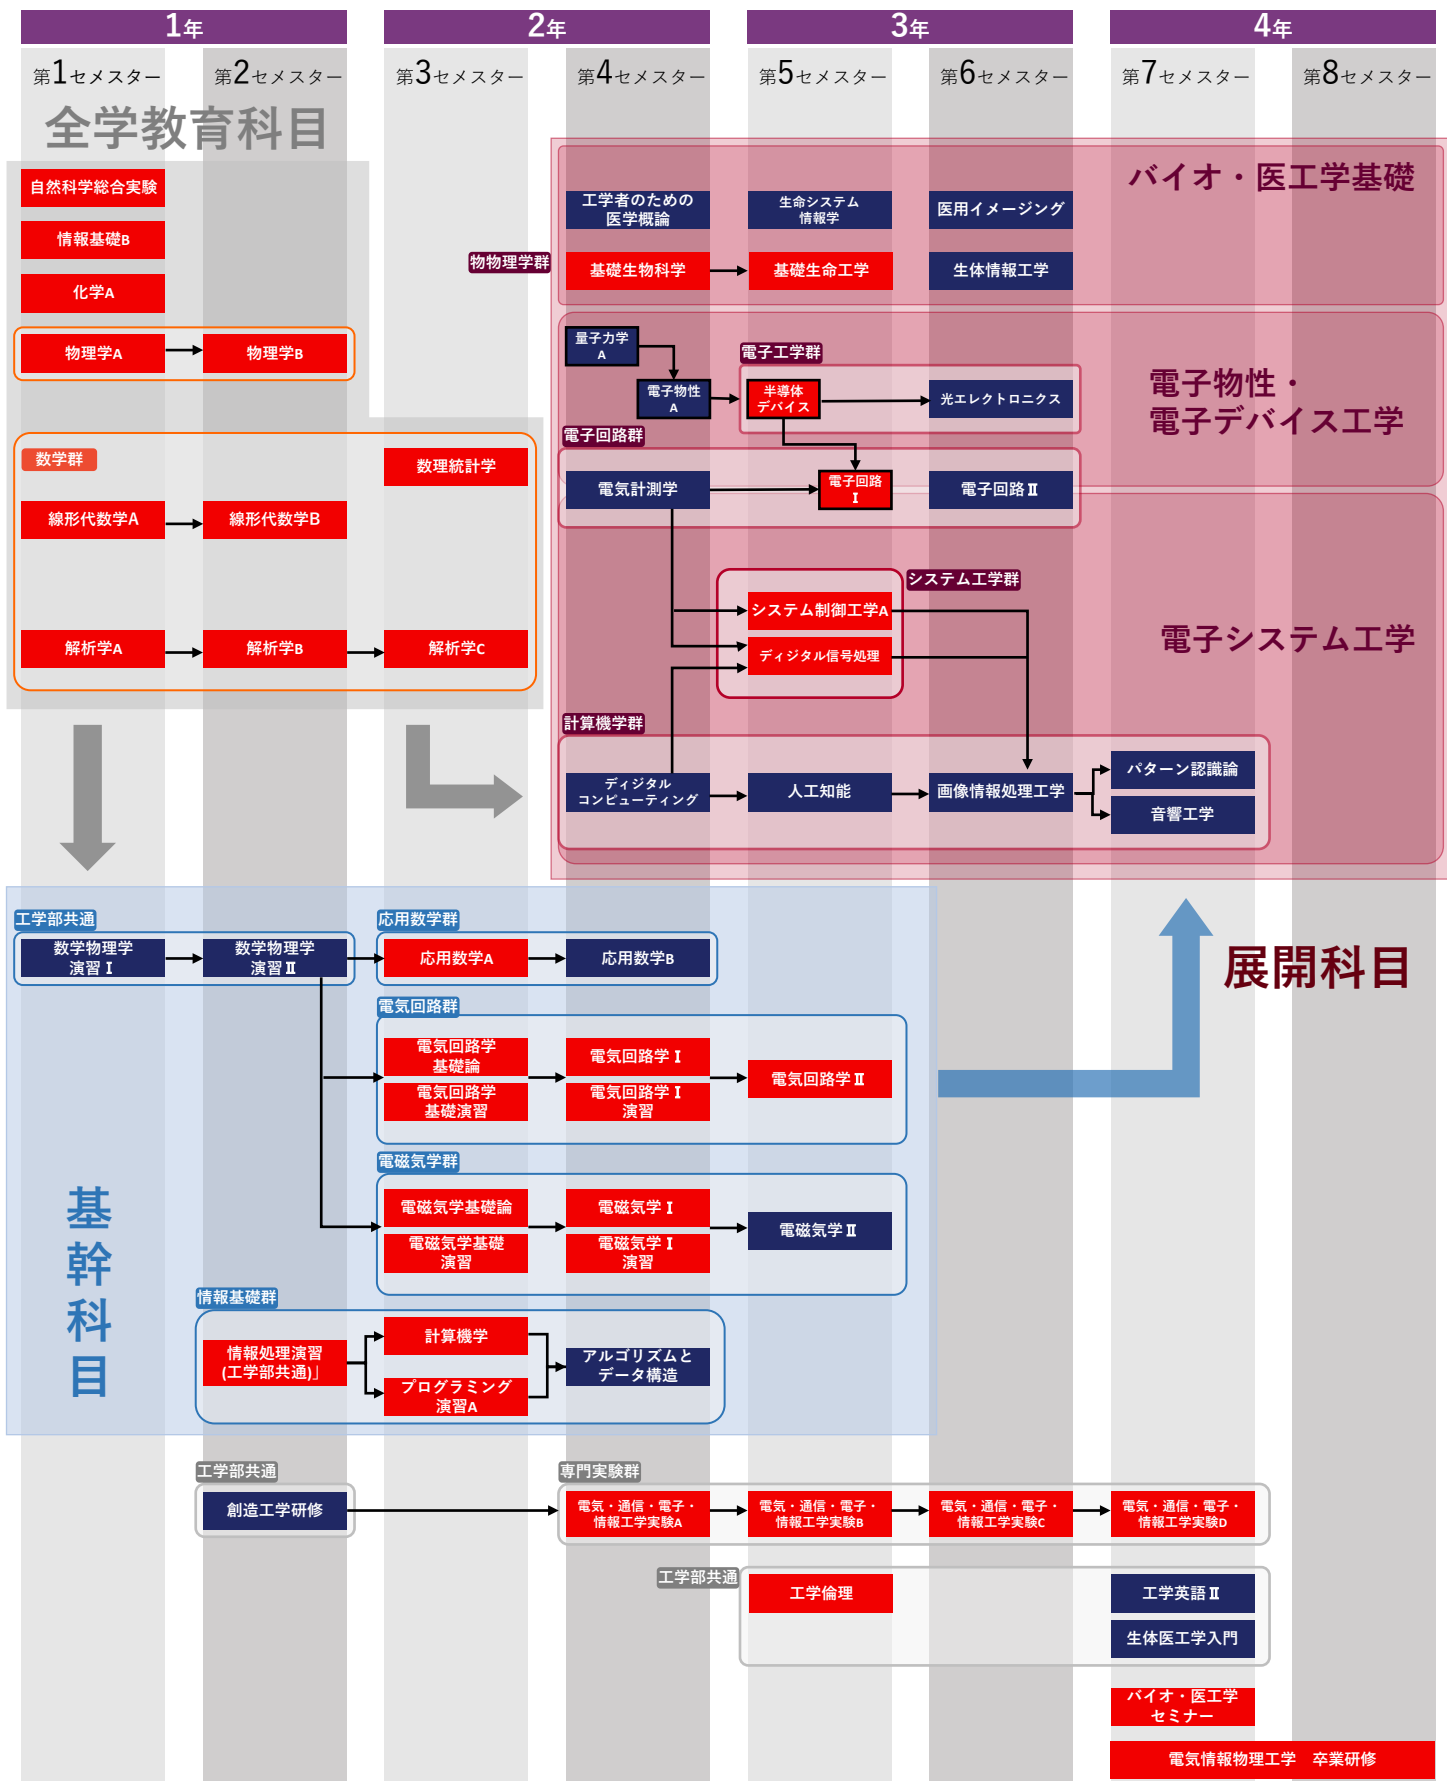 1年
2年
3年
4年
第1セメスター
第2セメスター
第3セメスター
第4セメスター
第5セメスター
第6セメスター
第7セメスター
第8セメスター
全学教育科目
自然科学総合実験
情報基礎B
化学A
物理学A
物理学B
数学群
数理統計学
線形代数学A
線形代数学B
解析学A
解析学B
解析学C
バイオ・医工学基礎
工学者のための
医学概論
生命システム
情報学
医用イメージング
物物理学群
基礎生物科学
基礎生命工学
生体情報工学
量子力学
A
電子物性
A
電子工学群
半導体
デバイス
光エレクトロニクス
電子物性・
電子デバイス工学
電子回路群
電気計測学
電子回路
Ⅰ
電子回路Ⅱ
システム工学群
システム制御工学A
ディジタル信号処理
電子システム工学
計算機学群
ディジタル
コンピューティング
人工知能
画像情報処理工学
パターン認識論
音響工学
展開科目
工学部共通
数学物理学
演習Ⅰ
数学物理学
演習Ⅱ
応用数学群
応用数学A
応用数学B
電気回路群
電気回路学
基礎論
電気回路学
基礎演習
電気回路学Ⅰ
電気回路学Ⅰ
演習
電気回路学Ⅱ
電磁気学群
電磁気学基礎論
電磁気学基礎
演習
電磁気学Ⅰ
電磁気学Ⅰ
演習
電磁気学Ⅱ
基
幹
科
目
情報基礎群
情報処理演習
(工学部共通)」
計算機学
プログラミング
演習A
アルゴリズムと
データ構造
工学部共通
創造工学研修
専門実験群
電気・通信・電子・
情報工学実験A
電気・通信・電子・
情報工学実験B
電気・通信・電子・
情報工学実験C
電気・通信・電子・
情報工学実験D
工学部共通
工学倫理
工学英語Ⅱ
生体医工学入門
バイオ・医工学
セミナー
電気情報物理工学　卒業研修